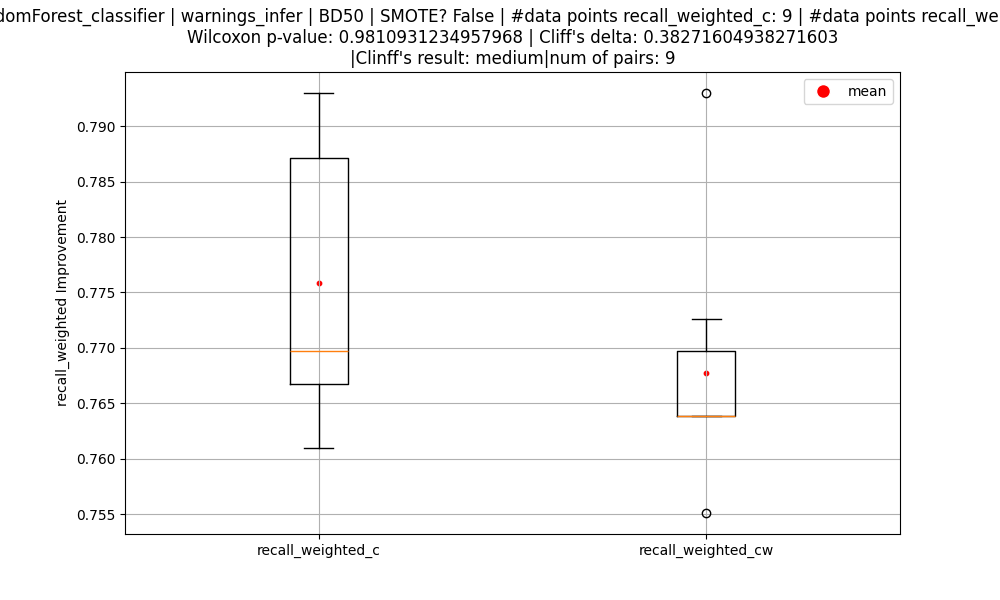 domForest_classifier | warnings_infer | BD50 | SMOTE? False | #data points recall_weighted_c: 9 | #data points recall_we
Wilcoxon p-value: 0.9810931234957968 | Cliff's delta: 0.38271604938271603
|Clinff's result: medium|num of pairs: 9
mean
0.790
0.785
0.780
0.775
0.770
0.765
0.760
0.755
recall_weighted Improvement
recall_weighted_c
recall_weighted_cw